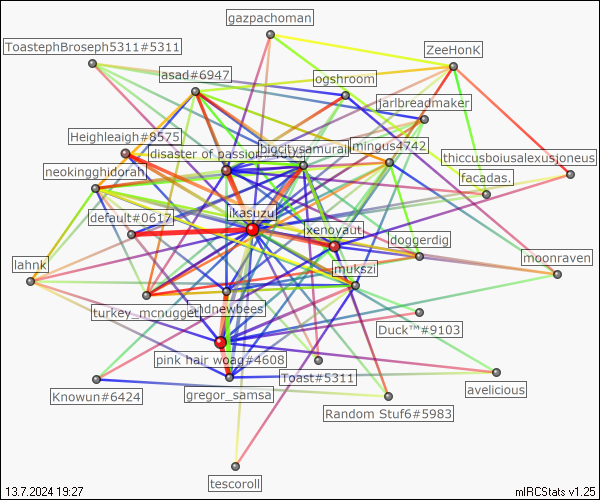 gazpachoman
ToastephBroseph5311#5311
ZeeHonK
asad#6947
ogshroom
jarlbreadmaker
Heighleaigh#8575
mingus4742
bigcitysamurai
disaster of passion
thiccusboiusalexusjoneus
neokingghidorah
facadas.
ikasuzu
default#0617
xenoyaut
doggerdig
lahnk
mukszi
moonraven
turkey_mcnugget
ndnewbees
Duck™#9103
pink hair woag#4608
Toast#5311
avelicious
Knowun#6424
gregor_samsa
Random Stuf6#5983
tescoroll
13.7.2024 19:27
mIRCStats v1.25